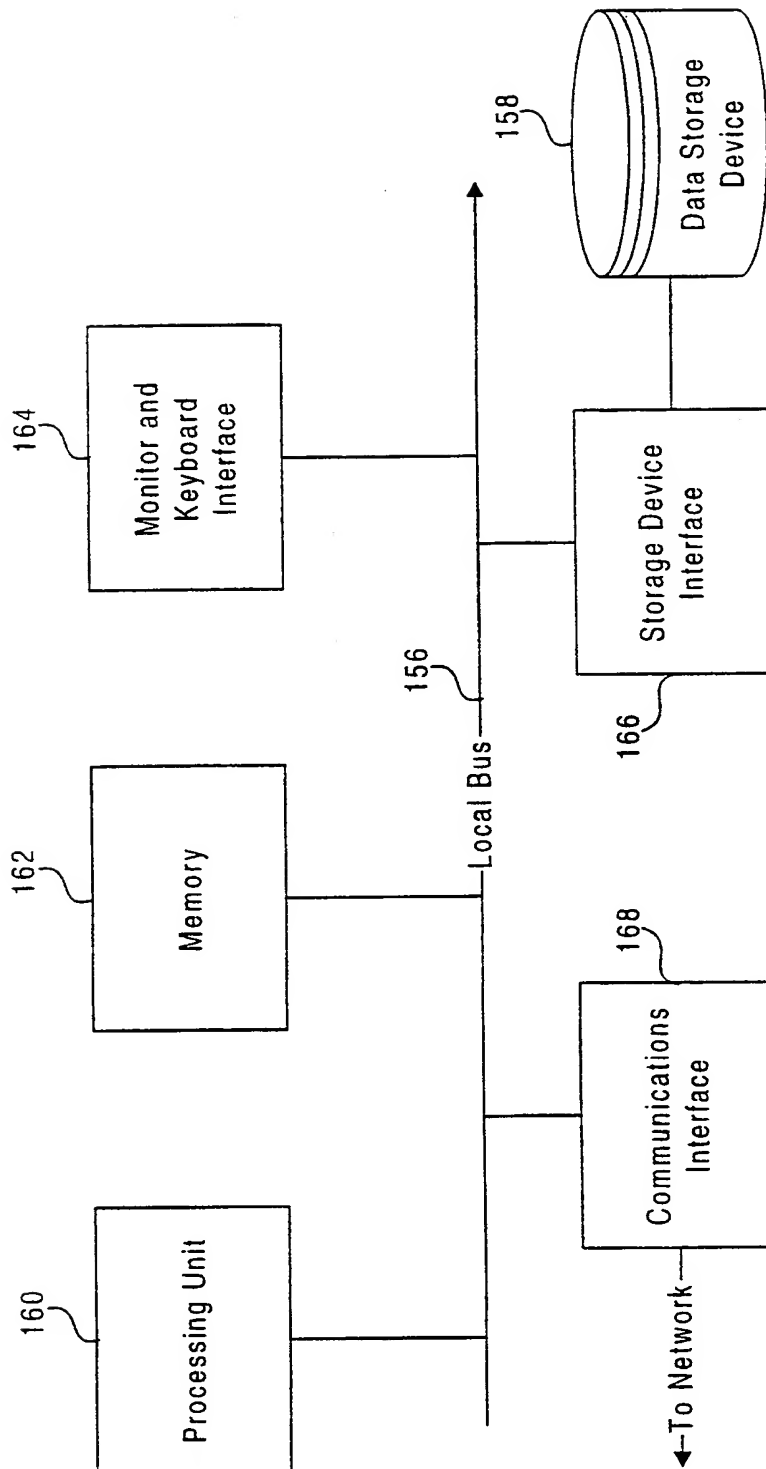 160
Processing Unit
162
Memory
164
Monitor and
Keyboard
Interface
Local Bus
156
To Network
Communications
Interface
168
166
Storage Device
Interface
158
Data Storage
Device